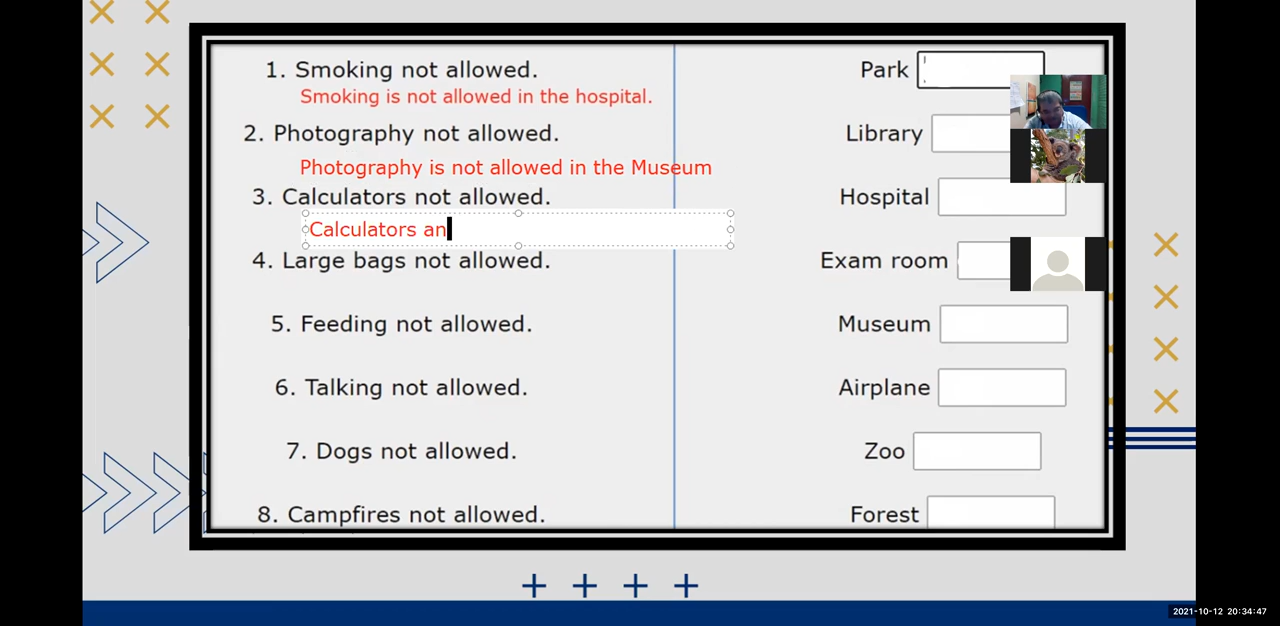 1. Smoking not allowed.
Smoking is not allowed in the hospital.
2. Photography not allowed.
Photography is not allowed in the Museum
3. Calculators not allowed.
Calculators an
4. Large bags not allowed.
5. Feeding not allowed.
6. Talking not allowed.
7. Dogs not allowed.
8. Campfires not allowed.
Park
Library
Hospital
Exam room
Museum
Airplane
Zoo
Forest
2021-10-12 20:34:47